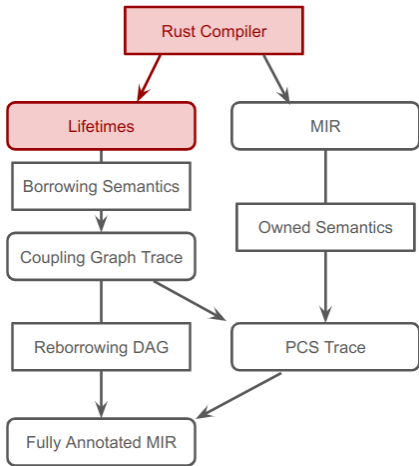 Rust Compiler
Lifetimes
MIR
Borrowing Semantics
Owned Semantics
Coupling Graph Trace
Reborrowing DAG
PCS Trace
Fully Annotated MIR